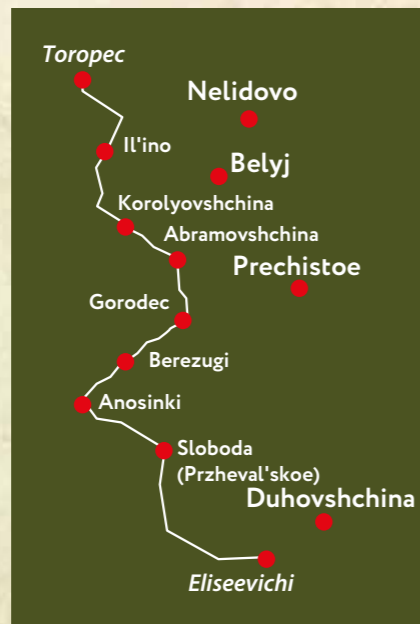 Toropec
Nelidovo
Il'ino
Belyj
Korolyovshchina
Abramovshchina
Prechistoe
Gorodec
Berezugi
Anosinki
Sloboda
(Przheval'skoe)
Duhovshchina
Eliseevichi